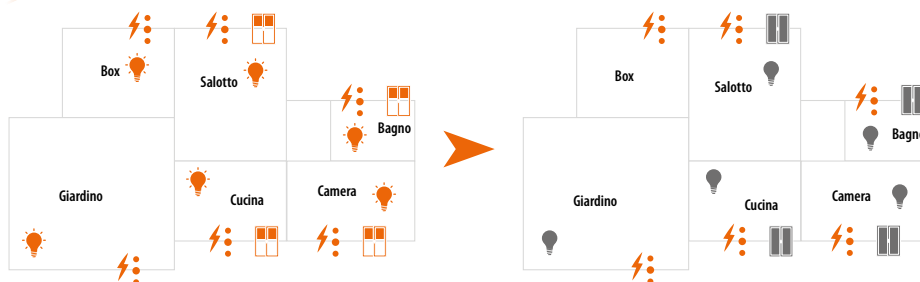 Box
Salotto
Bagno
Giardino
Cucina
Camera
Box
Salotto
Bagno
Giardino
Cucina
Camera